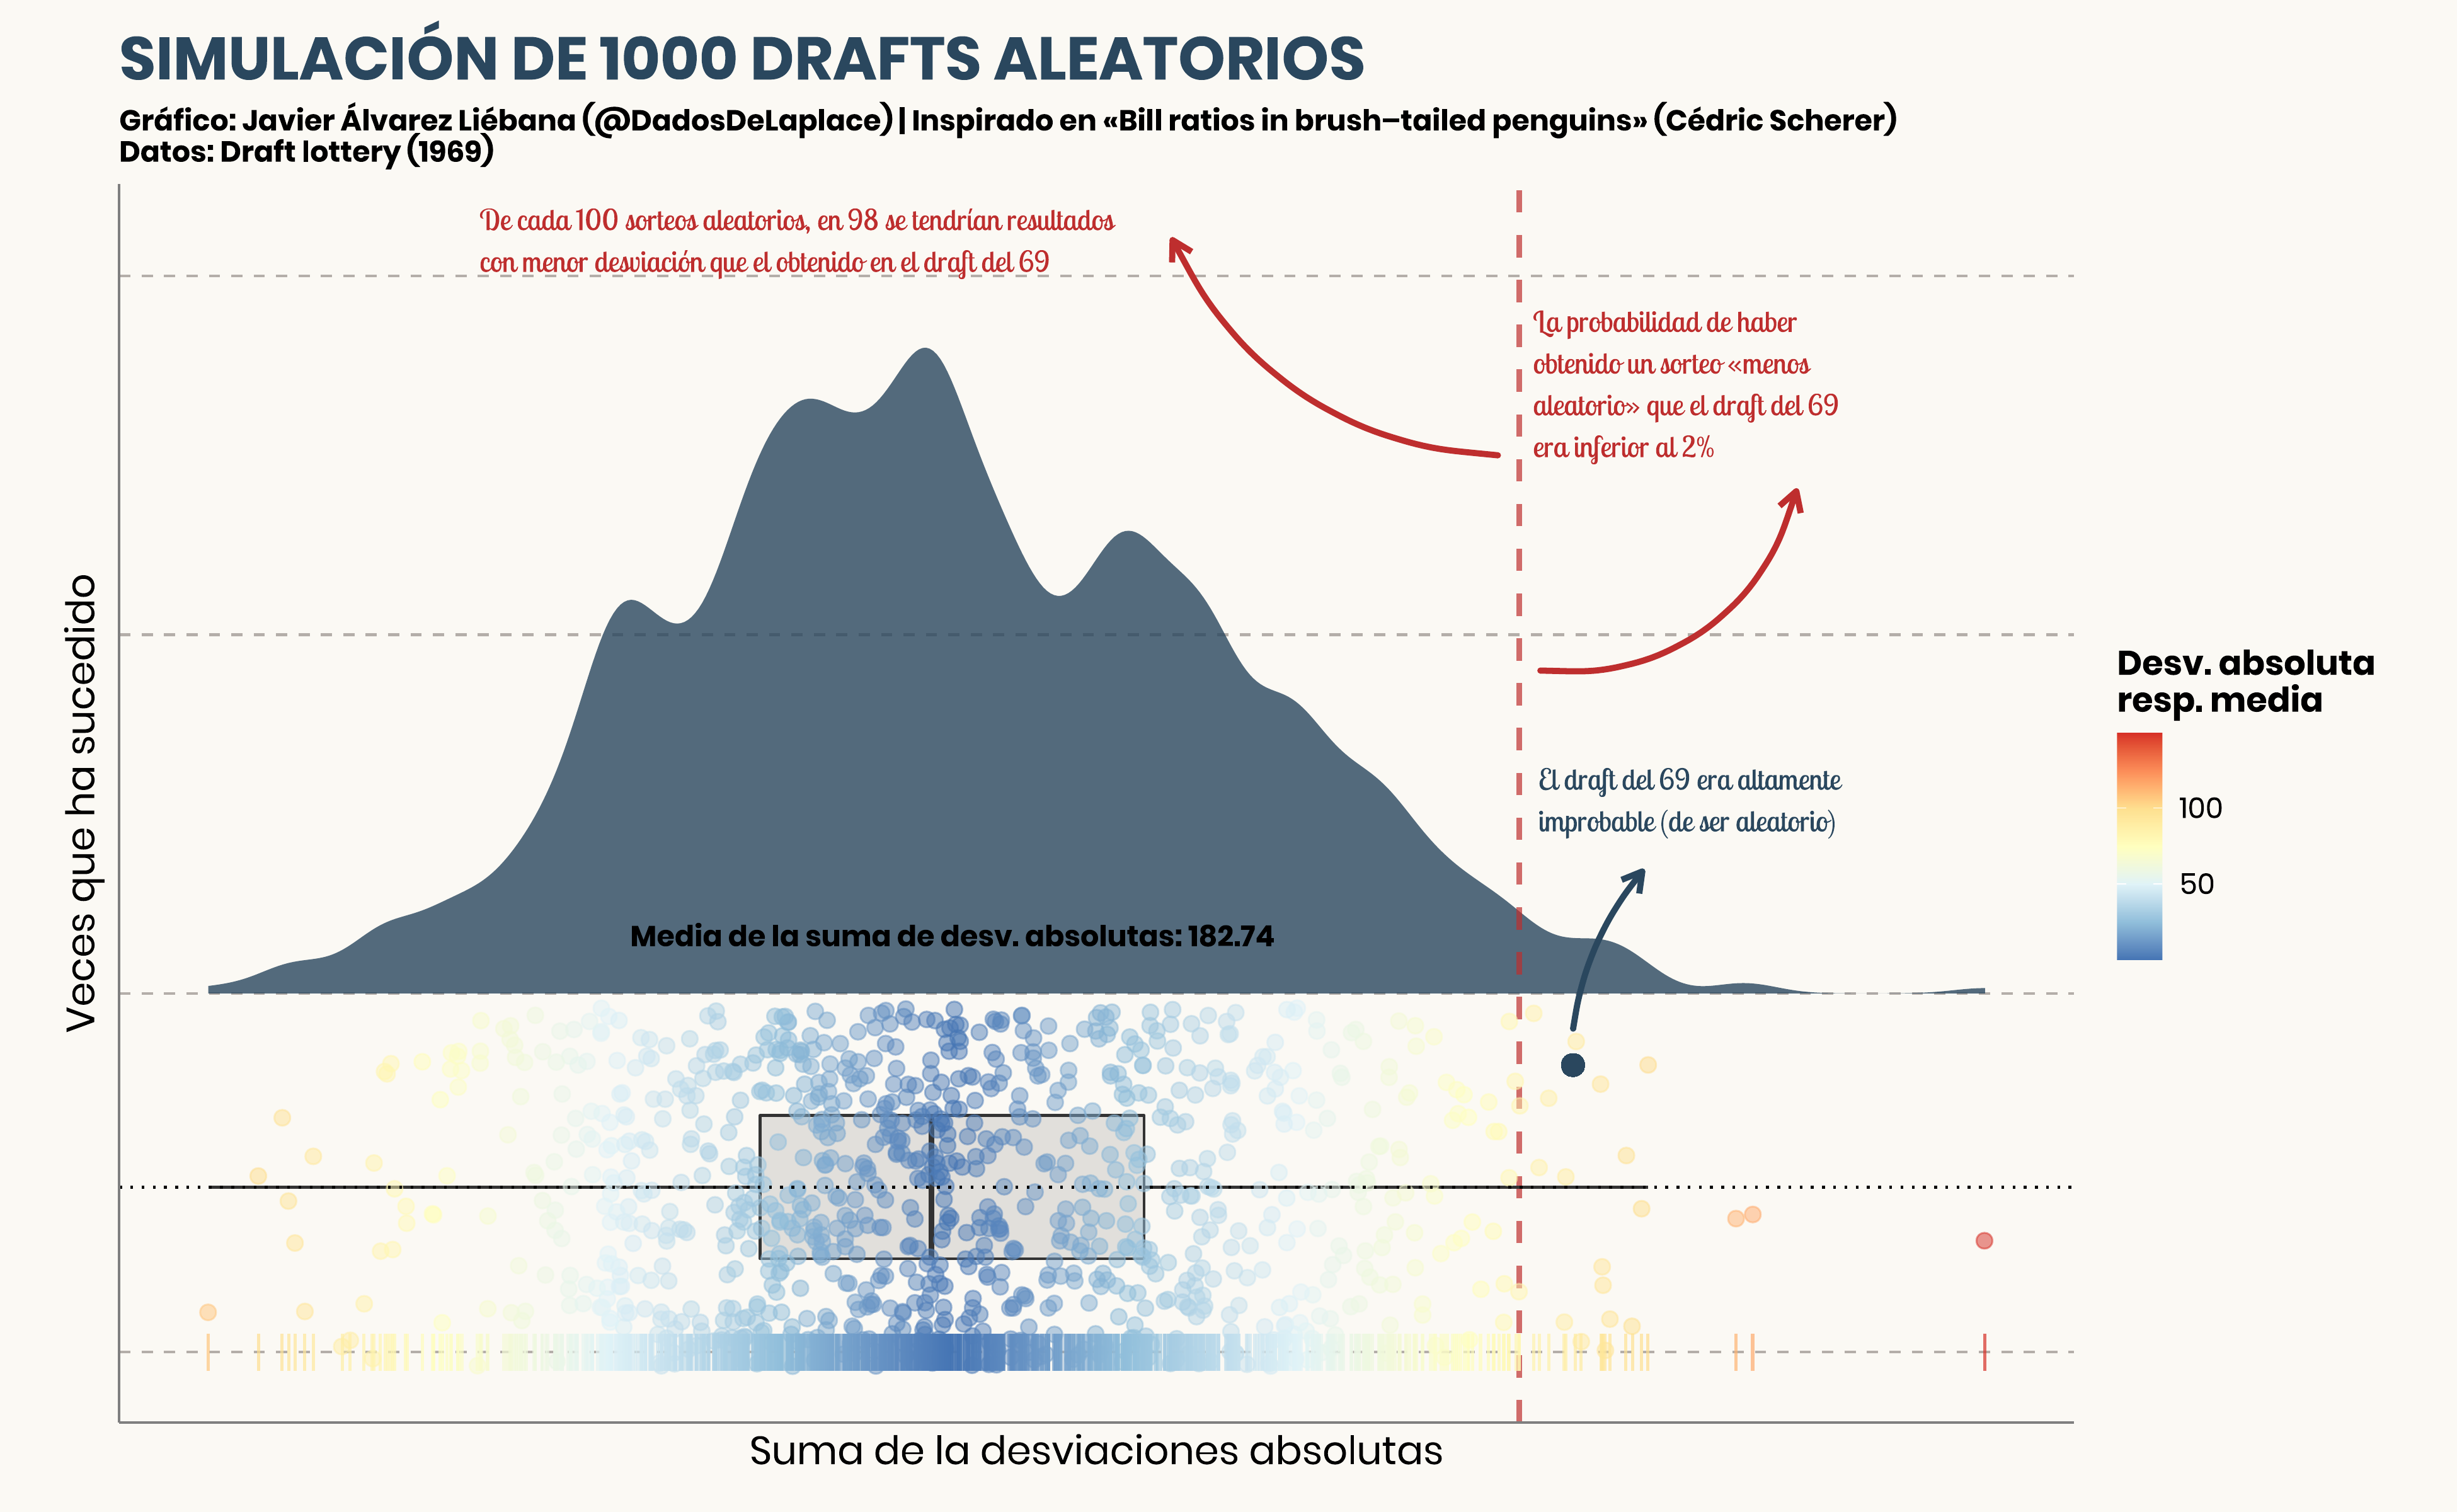 SIMULACIÓN DE 1000 DRAFTS ALEATORIOS
Gráfico: Javier Álvarez Liébana (@DadosDeLaplace) | Inspirado en «Bill ratios in brush–tailed penguins» (Cédric Scherer)
Datos: Draft lottery (1969)
De cada 100 sorteos aleatorios, en 98 se tendrían resultados
con menor desviación que el obtenido en el draft del 69
La probabilidad de haber
obtenido un sorteo «menos
aleatorio» que el draft del 69
era inferior al 2%
El draft del 69 era altamente
improbable (de ser aleatorio)
Media de la suma de desv. absolutas: 182.74
Veces que ha sucedido
Suma de la desviaciones absolutas
Desv. absoluta
resp. media
100
50